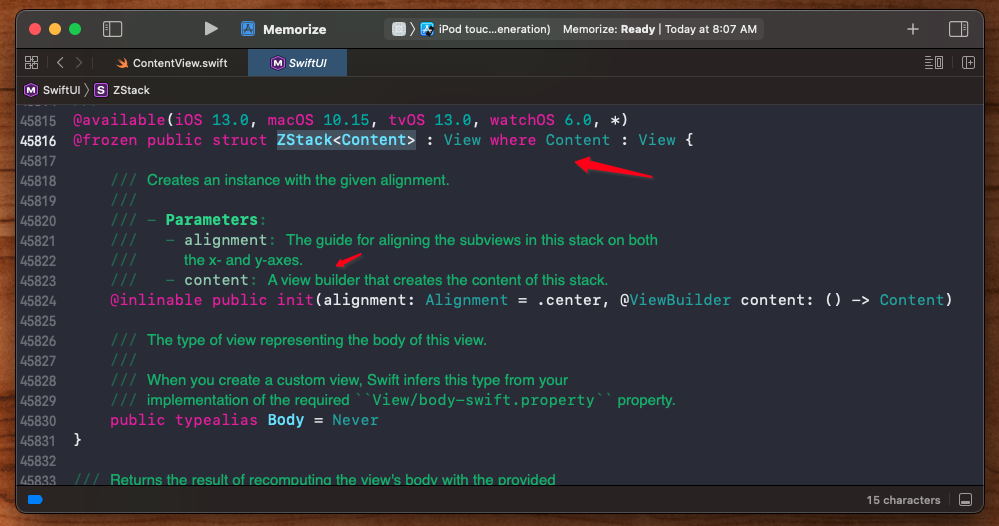 Memorize
iPod touc...eneration)
Memorize: Ready | Today at 8:07 AM
ContentView.swift
SwiftUI
SwiftUI
ZStack
45815 @available(iOS 13.0, macOS 10.15, tvOS 13.0, watchOS 6.0, *)
45816 @frozen public struct ZStack<Content> : View where Content : View {
45817
45818 /// Creates an instance with the given alignment.
45819 ///
45820 /// - Parameters:
45821 ///   - alignment: The guide for aligning the subviews in this stack on both
45822 ///     the x- and y-axes.
45823 ///   - content: A view builder that creates the content of this stack.
45824 @inlinable public init(alignment: Alignment = .center, @ViewBuilder content: () -> Content)
45825
45826 /// The type of view representing the body of this view.
45827 ///
45828 /// When you create a custom view, Swift infers this type from your
45829 /// implementation of the required ``View/body-swift.property`` property.
45830 public typealias Body = Never
45831 }
45832
45833 /// Returns the result of recomputing the view's body with the provided
15 characters